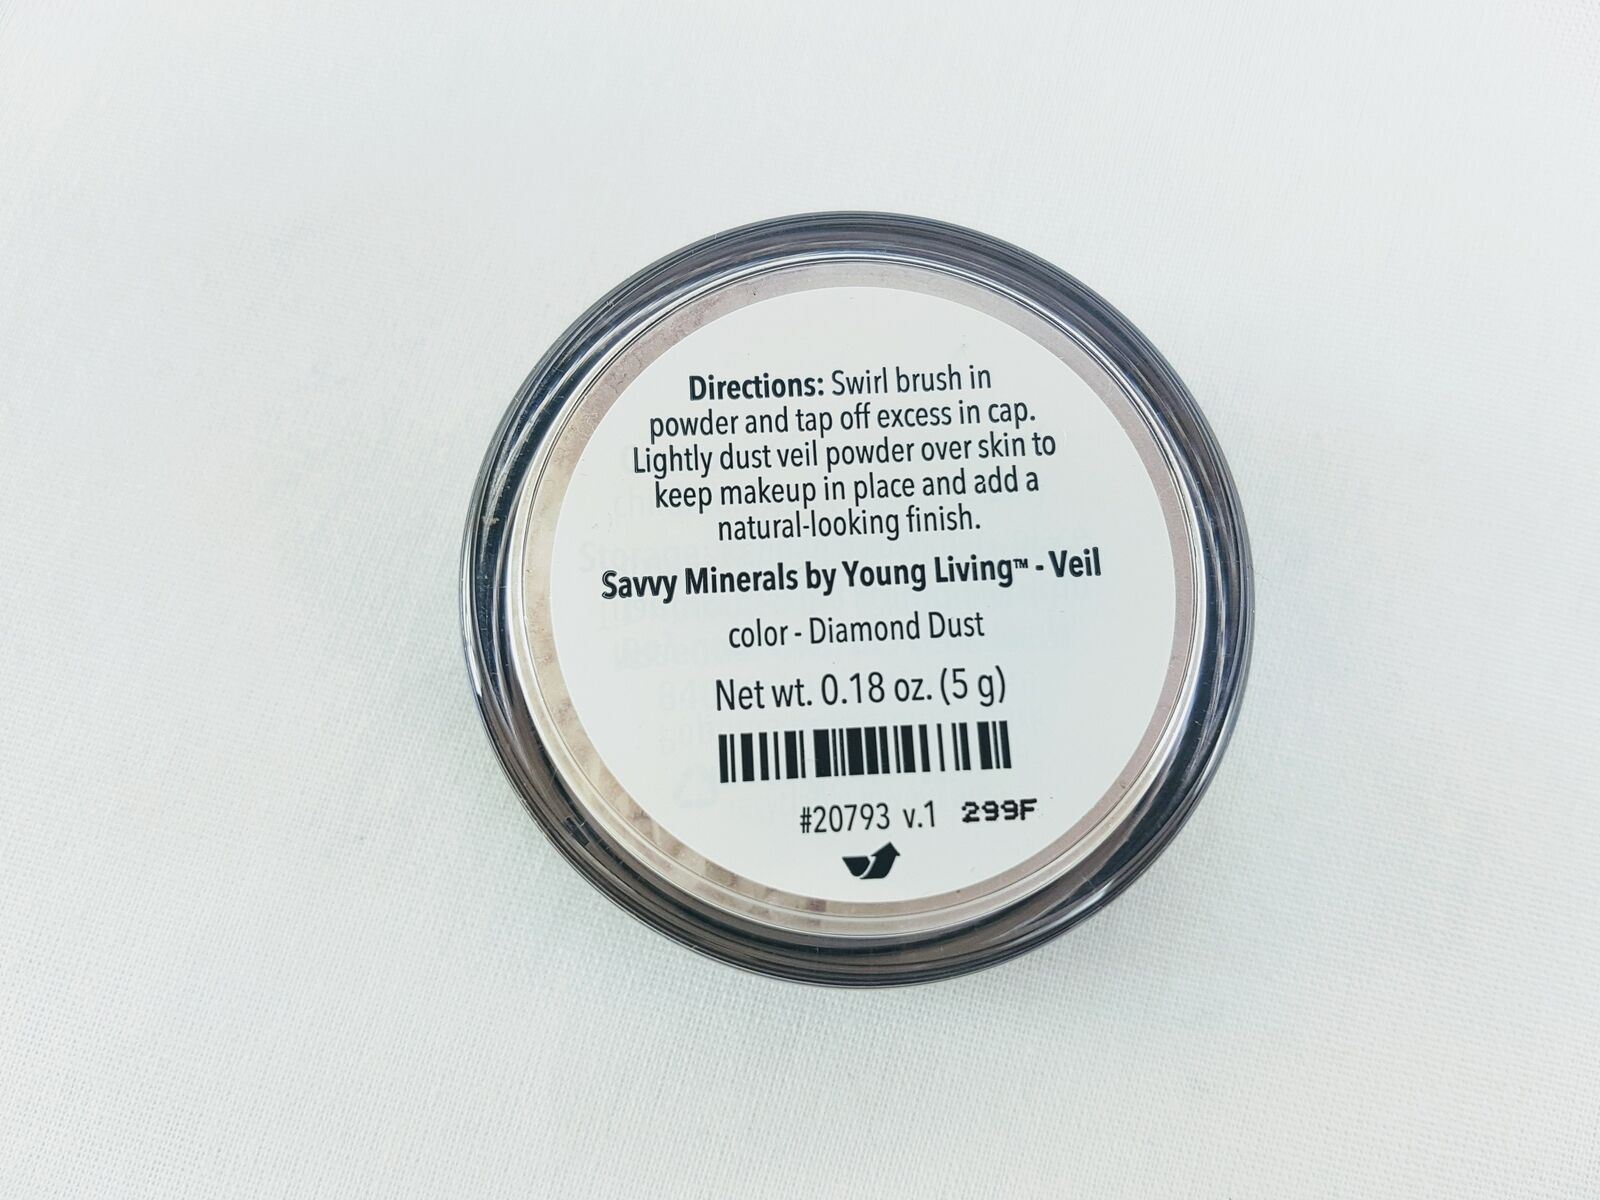 Directions: Swirl brush in
powder and tap off excess in cap.
Lightly dust veil powder over skin to
keep makeup in place and add a
natural-looking finish.
Savvy Minerals by Young Living™ - Veil
color - Diamond Dust
Net wt. 0.18 oz. (5 g)
#20793 v.1 299F